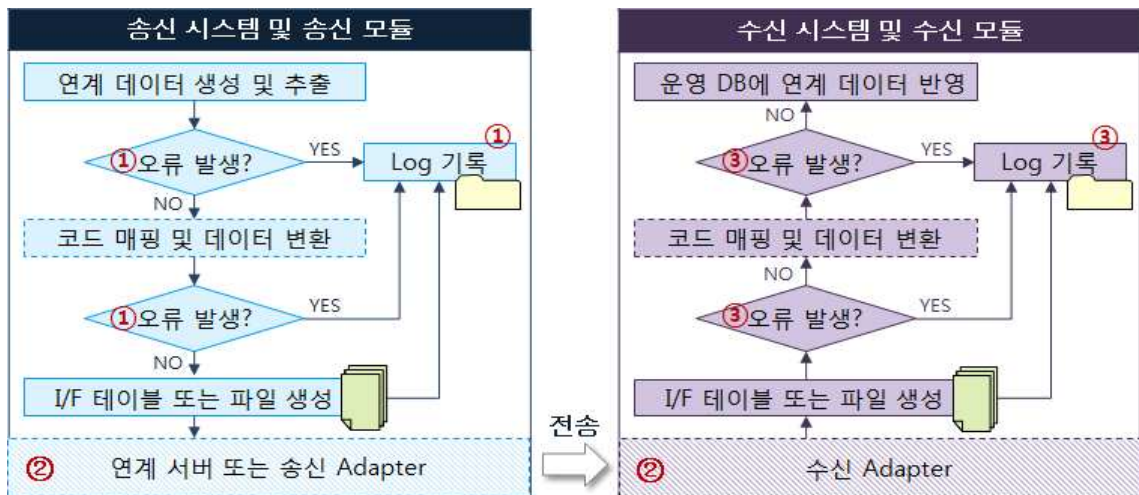 송신 시스템 및 송신 모듈
연계 데이터 생성 및 추출
① 오류 발생?
YES
① Log 기록
NO
코드 매핑 및 데이터 변환
① 오류 발생?
YES
NO
I/F 테이블 또는 파일 생성
② 연계 서버 또는 송신 Adapter
전송
수신 시스템 및 수신 모듈
운영 DB에 연계 데이터 반영
NO
③ 오류 발생?
YES
③ Log 기록
코드 매핑 및 데이터 변환
NO
③ 오류 발생?
YES
I/F 테이블 또는 파일 생성
② 수신 Adapter